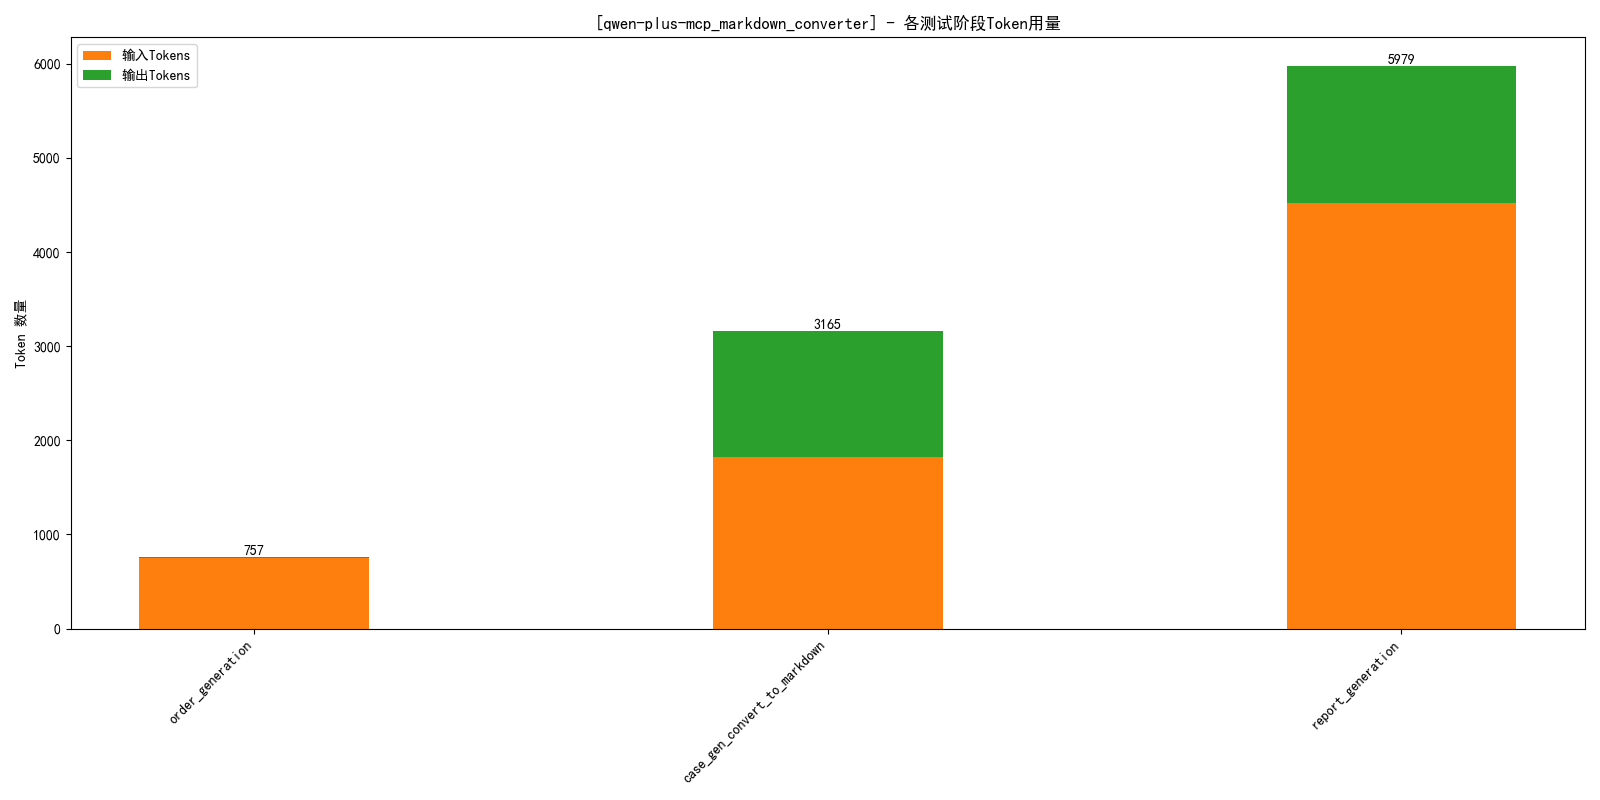 [qwen-plus-mcp_markdown_converter] - 各测试阶段Token用量
输入Tokens
输出Tokens
Token 数量
6000
5000
4000
3000
2000
1000
0
757
3165
5979
order_generation
case_gen_convert_to_markdown
report_generation